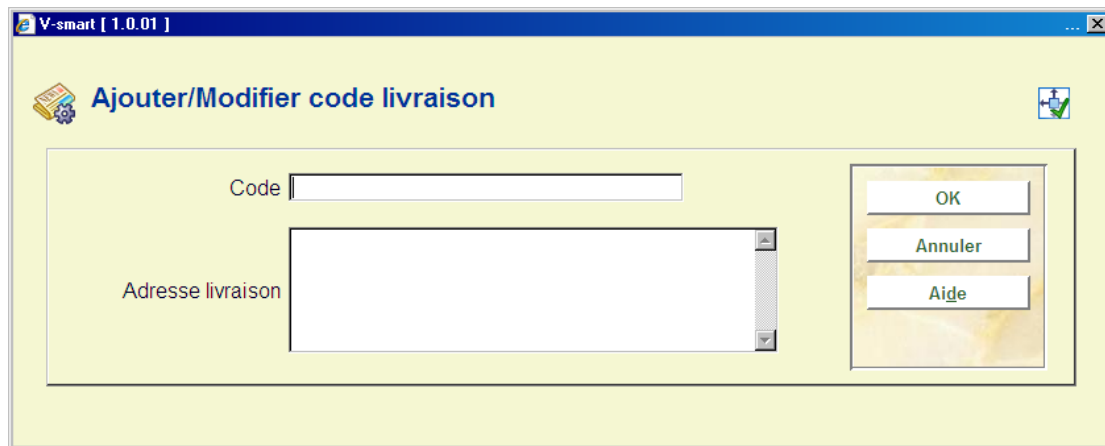 V-smart [ 1.0.01 ]
...
Ajouter/Modifier code livraison
Code
OK
Annuler
Adresse livraison
Aide